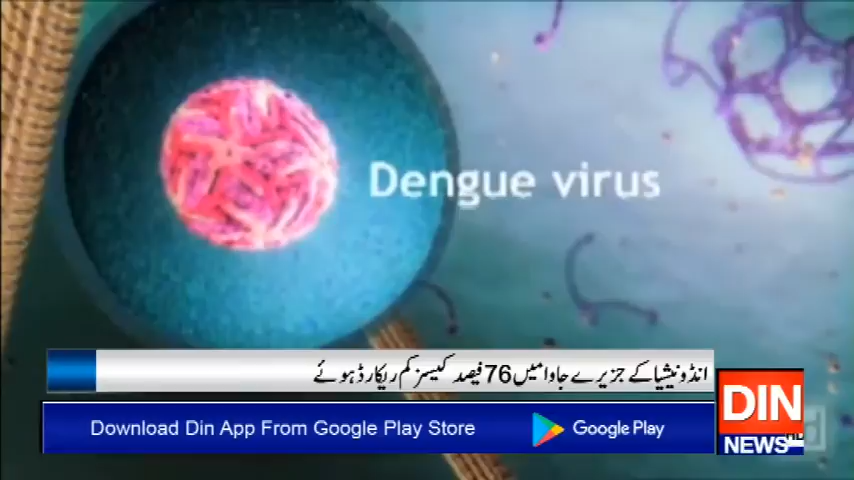 Dengue virus
انڈونیشیا کے جزیرے جاوا میں 76 فیصد کیسز کم ریکارڈ ہوئے
Download Din App From Google Play Store
Google Play
DIN
NEWS
HD